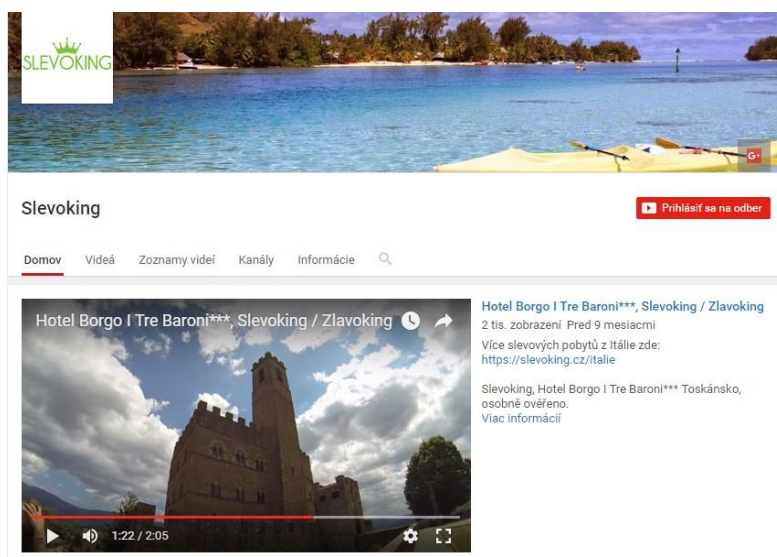 SLEVOKING
G+
Slevoking
Prihlásiť sa na odber
Domov Videá Zoznamy videí Kanály Informácie
Hotel Borgo I Tre Baroni***, Slevoking / Zlavoking
1:22 / 2:05
Hotel Borgo I Tre Baroni***, Slevoking / Zlavoking
2 tis. zobrazení Pred 9 mesiacmi
Více slevových pobytů z Itálie zde:
https://slevoking.cz/italie
Slevoking, Hotel Borgo I Tre Baroni*** Toskánsko,
osobně ověřeno.
Viac informácií